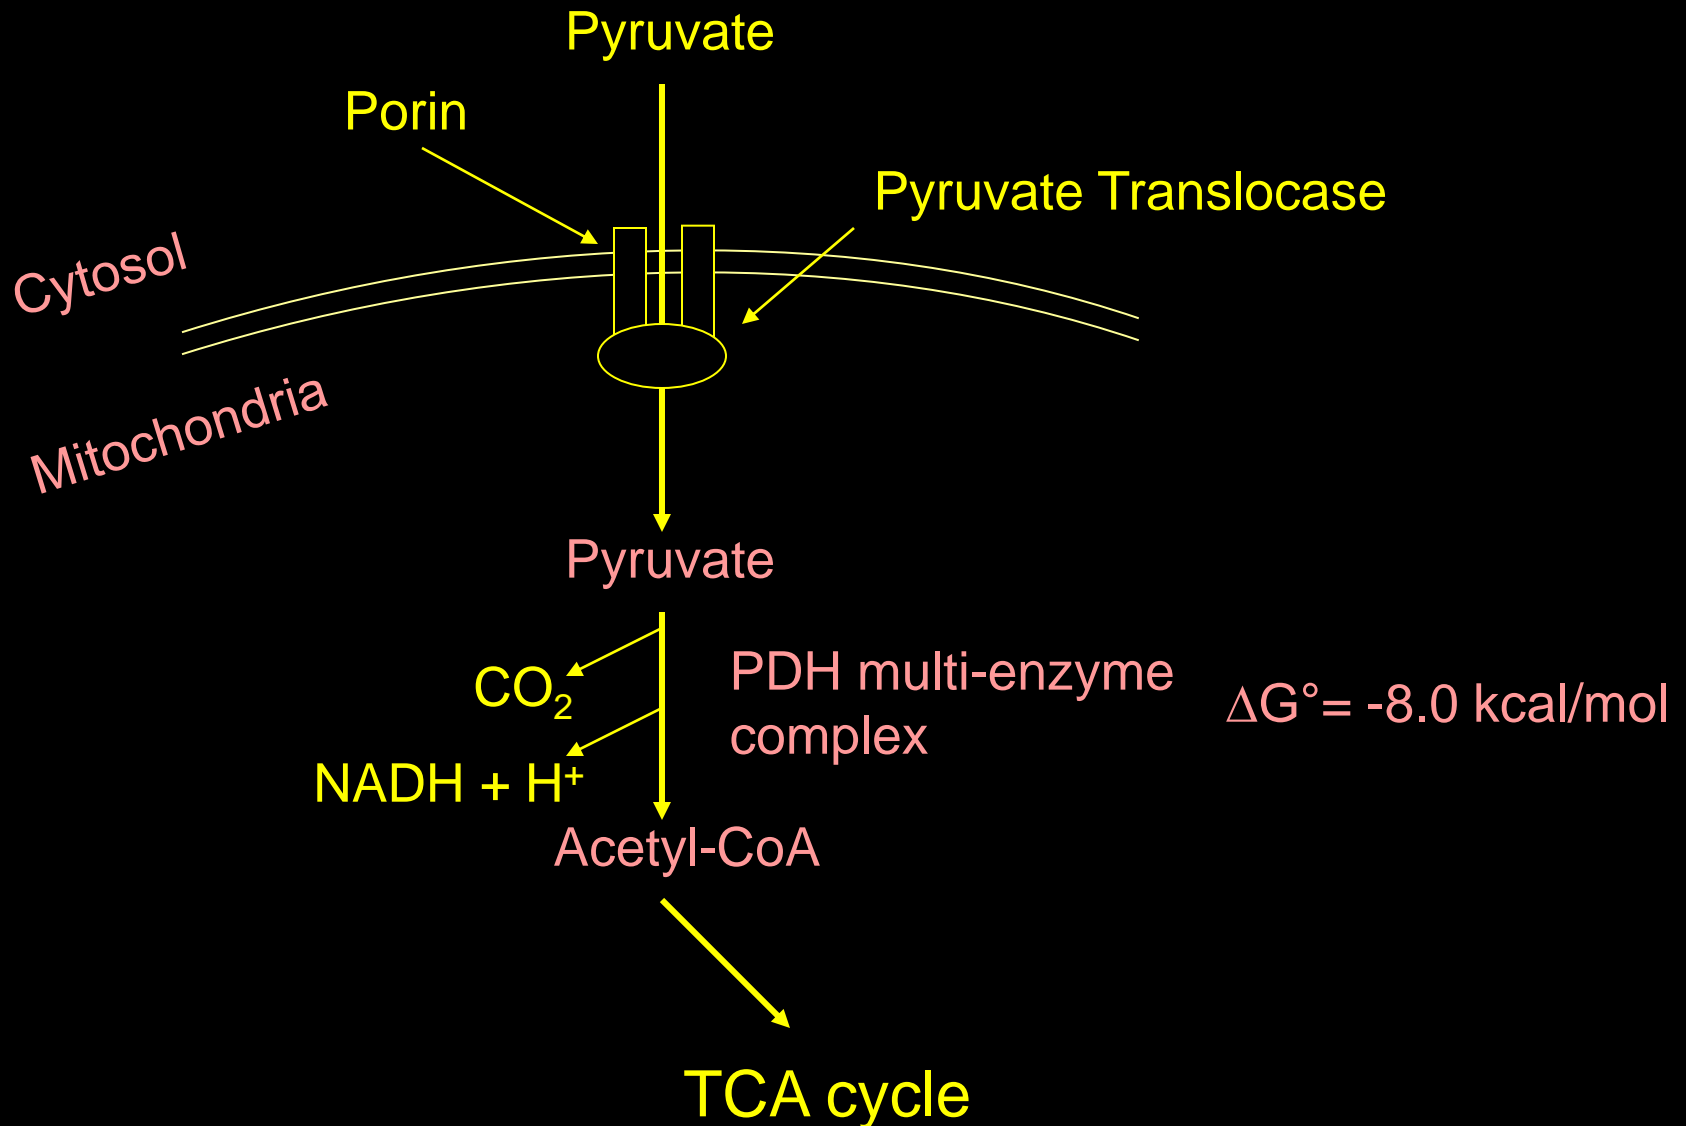 Pyruvate
Porin
Pyruvate Translocase
Cytosol
Mitochondria
Pyruvate
CO₂
PDH multi-enzyme
complex
ΔG°= -8.0 kcal/mol
NADH + H⁺
Acetyl-CoA
TCA cycle